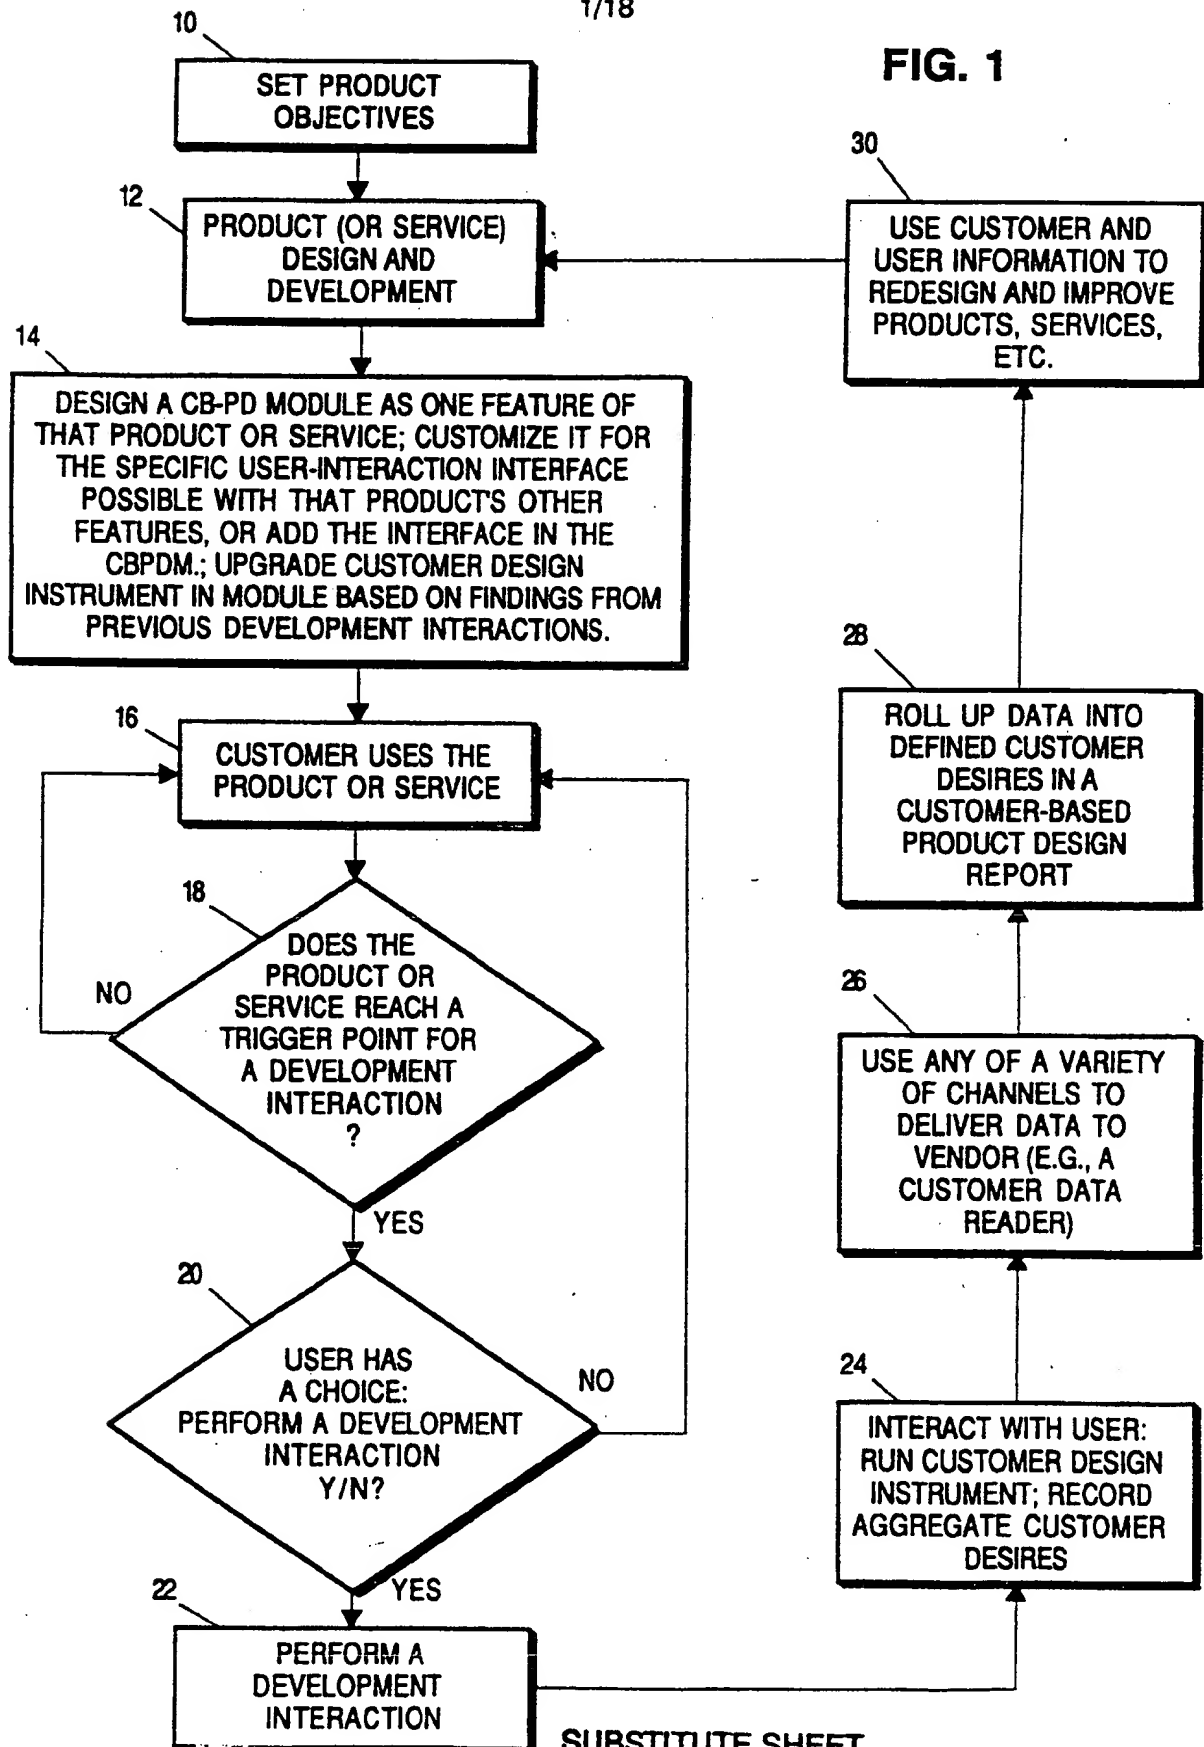 1/18
FIG. 1
10
SET PRODUCT
OBJECTIVES
12
PRODUCT (OR SERVICE)
DESIGN AND
DEVELOPMENT
14
DESIGN A CB-PD MODULE AS ONE FEATURE OF
THAT PRODUCT OR SERVICE; CUSTOMIZE IT FOR
THE SPECIFIC USER-INTERACTION INTERFACE
POSSIBLE WITH THAT PRODUCT'S OTHER
FEATURES, OR ADD THE INTERFACE IN THE
CBPDM.; UPGRADE CUSTOMER DESIGN
INSTRUMENT IN MODULE BASED ON FINDINGS FROM
PREVIOUS DEVELOPMENT INTERACTIONS.
16
CUSTOMER USES THE
PRODUCT OR SERVICE
18
DOES THE
PRODUCT OR
SERVICE REACH A
TRIGGER POINT FOR
A DEVELOPMENT
INTERACTION
?
NO
YES
20
USER HAS
A CHOICE:
PERFORM A DEVELOPMENT
INTERACTION
Y/N?
NO
YES
22
PERFORM A
DEVELOPMENT
INTERACTION
24
INTERACT WITH USER:
RUN CUSTOMER DESIGN
INSTRUMENT; RECORD
AGGREGATE CUSTOMER
DESIRES
26
USE ANY OF A VARIETY
OF CHANNELS TO
DELIVER DATA TO
VENDOR (E.G., A
CUSTOMER DATA
READER)
28
ROLL UP DATA INTO
DEFINED CUSTOMER
DESIRES IN A
CUSTOMER-BASED
PRODUCT DESIGN
REPORT
30
USE CUSTOMER AND
USER INFORMATION TO
REDESIGN AND IMPROVE
PRODUCTS, SERVICES,
ETC.
SUBSTITUTE SHEET